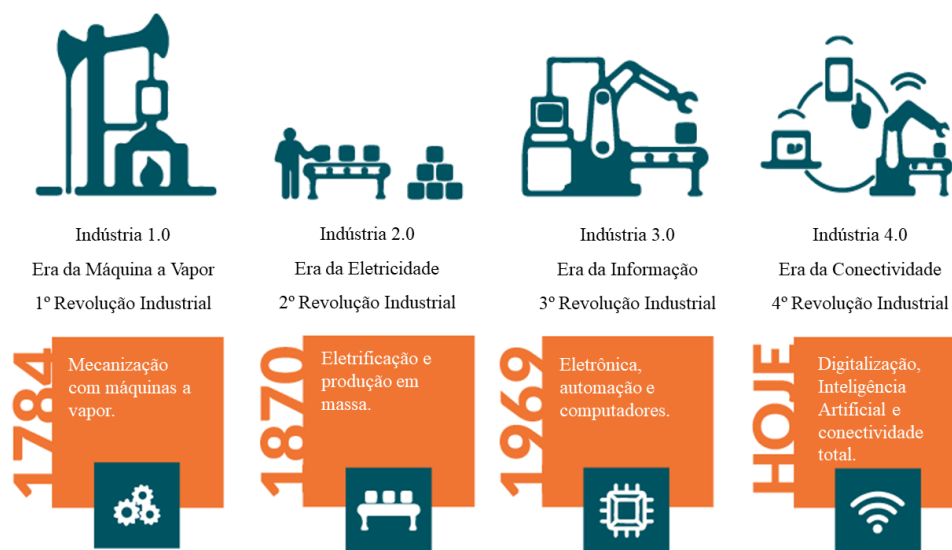 Indústria 1.0
Era da Máquina a Vapor
1º Revolução Industrial
1784
Mecanização
com máquinas a
vapor.
Indústria 2.0
Era da Eletricidade
2º Revolução Industrial
1870
Eletrificação e
produção em
massa.
Indústria 3.0
Era da Informação
3º Revolução Industrial
1969
Eletrônica,
automação e
computadores.
Indústria 4.0
Era da Conectividade
4º Revolução Industrial
HOJE
Digitalização,
Inteligência
Artificial e
conectividade
total.